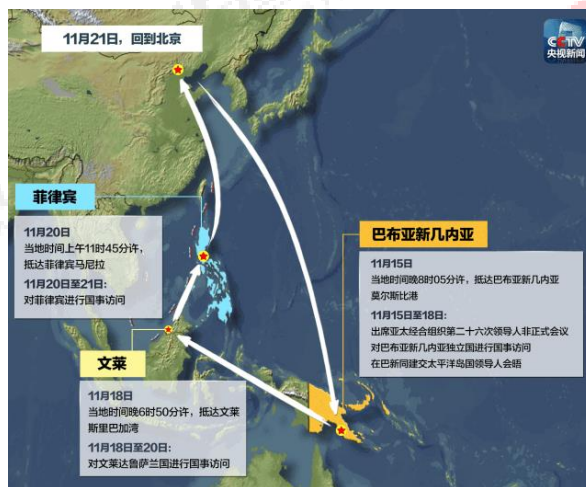 11月21日，回到北京
CCTV
央视新闻
菲律宾
11月20日
当地时间上午11时45分许，
抵达菲律宾马尼拉
11月20日至21日:
对菲律宾进行国事访问
巴布亚新几内亚
11月15日
当地时间晚8时05分许，抵达巴布亚新几内亚
莫尔斯比港
11月15日至18日:
出席亚太经合组织第二十六次领导人非正式会议
对巴布亚新几内亚独立国进行国事访问
在巴新同建交太平洋岛国领导人会晤
文莱
11月18日
当地时间晚6时50分许，抵达文莱
斯里巴加湾
11月18日至20日:
对文莱达鲁萨兰国进行国事访问